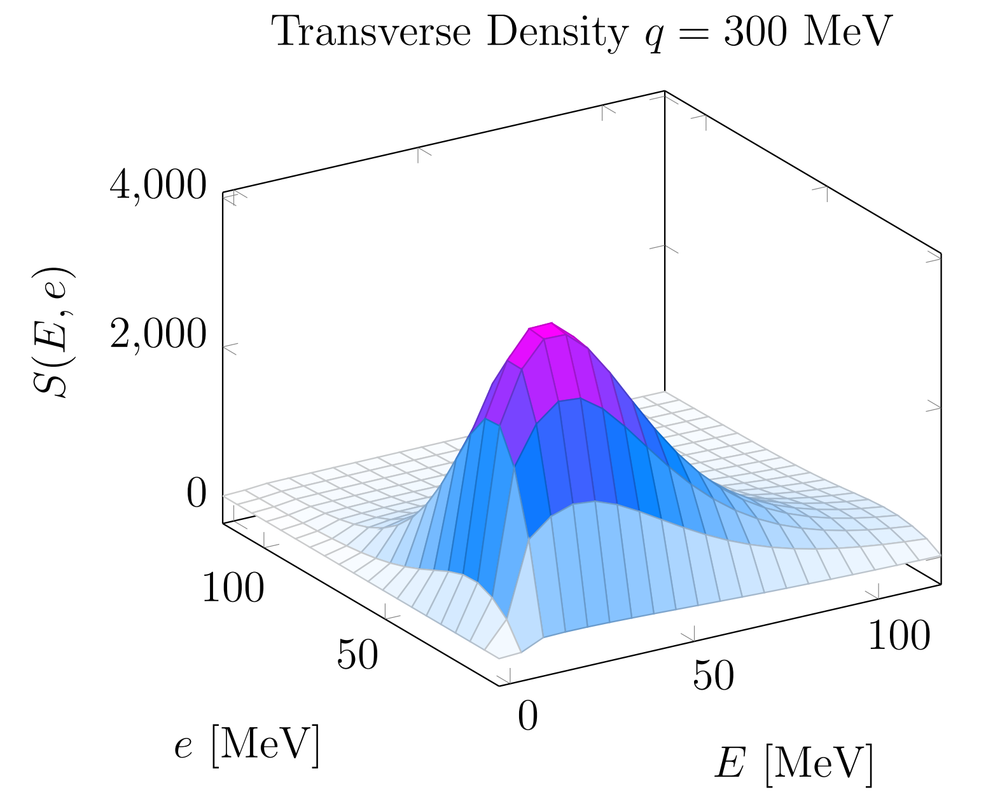 Transverse Density q = 300 MeV
4,000
2,000
0
S(E, e)
100
50
e [MeV]
0
50
100
E [MeV]